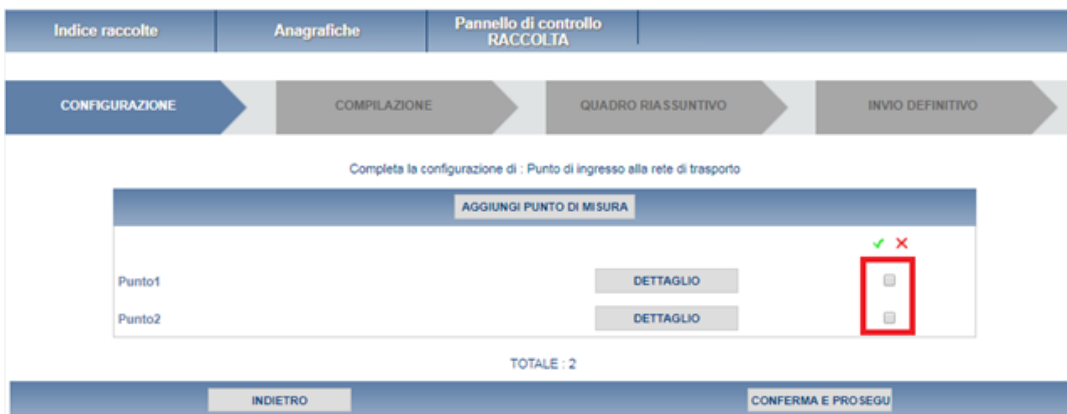 Indice raccolte
Anagrafiche
Pannello di controllo
RACCOLTA
CONFIGURAZIONE
COMPILAZIONE
QUADRO RIASSUNTIVO
INVIO DEFINITIVO
Completa la configurazione di : Punto di ingresso alla rete di trasporto
AGGIUNGI PUNTO DI MISURA
Punto1
DETTAGLIO
Punto2
DETTAGLIO
TOTALE : 2
INDIETRO
CONFERMA E PROSEGU